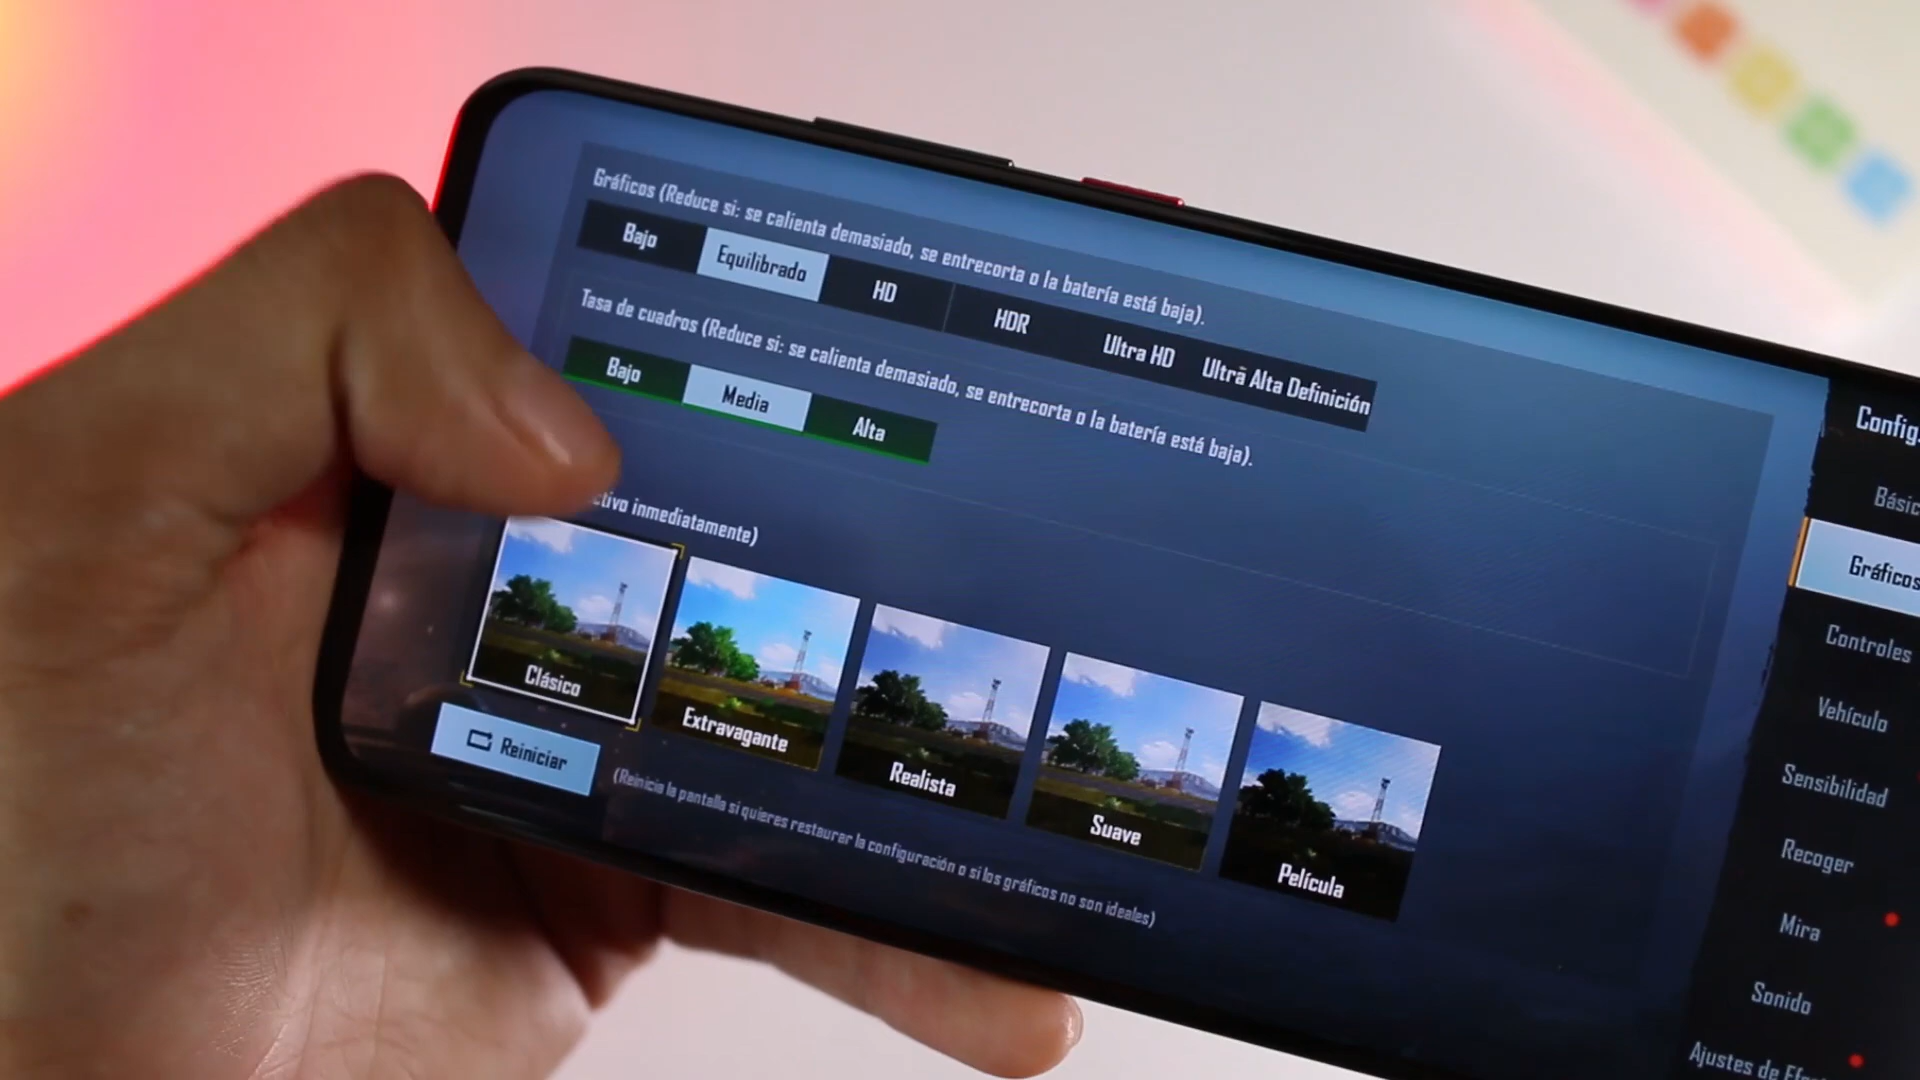 Gráficos (Reduce si: se calienta demasiado, se entrecorta o la batería está baja).
Bajo Equilibrado HD HDR Ultra HD Ultra Alta Definición
Tasa de cuadros (Reduce si: se calienta demasiado, se entrecorta o la batería está baja).
Bajo Media Alta
inmediatamente)
Clásico Extravagante Realista Suave Película
Reiniciar
(Reinicia la pantalla si quieres restaurar la configuración o si los gráficos no son ideales)
Config.
Básic
Gráficos
Controles
Vehículo
Sensibilidad
Recoger
Mira
Sonido
Ajustes de